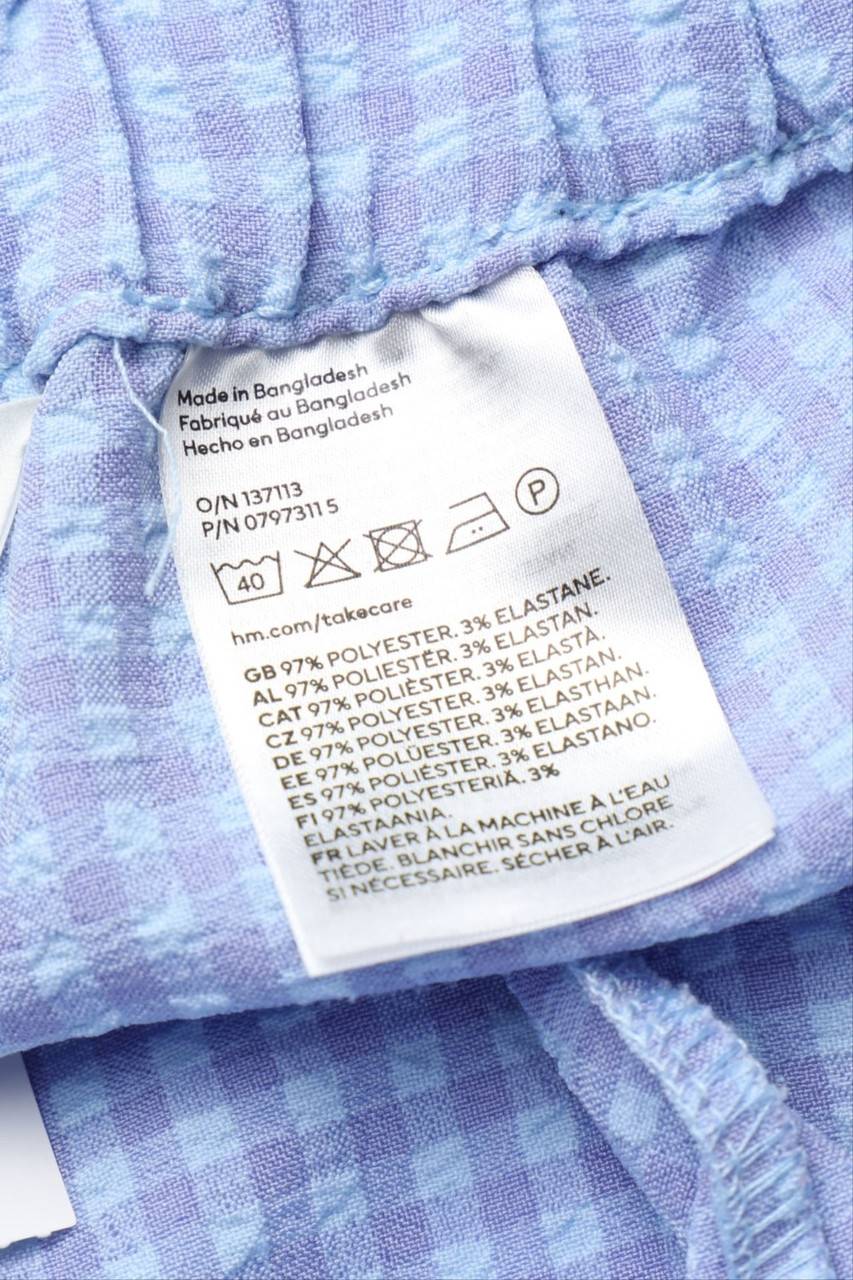 Made in Bangladesh
Fabriqué au Bangladesh
Hecho en Bangladesh
O/N 137113
P/N 0797311 5
40 P
hm.com/takecare
GB 97% POLYESTER. 3% ELASTANE.
AL 97% POLIESTËR. 3% ELASTAN.
CAT 97% POLIÈSTER. 3% ELASTÀ.
CZ 97% POLYESTER. 3% ELASTAN.
DE 97% POLYESTER. 3% ELASTHAN.
EE 97% POLÜESTER. 3% ELASTAAN.
ES 97% POLIÉSTER. 3% ELASTANO.
FI 97% POLYESTERIÄ. 3%
ELASTAANIA.
FR LAVER À LA MACHINE À L'EAU
TIÈDE. BLANCHIR SANS CHLORE
SI NÉCESSAIRE. SÉCHER À L'AIR.